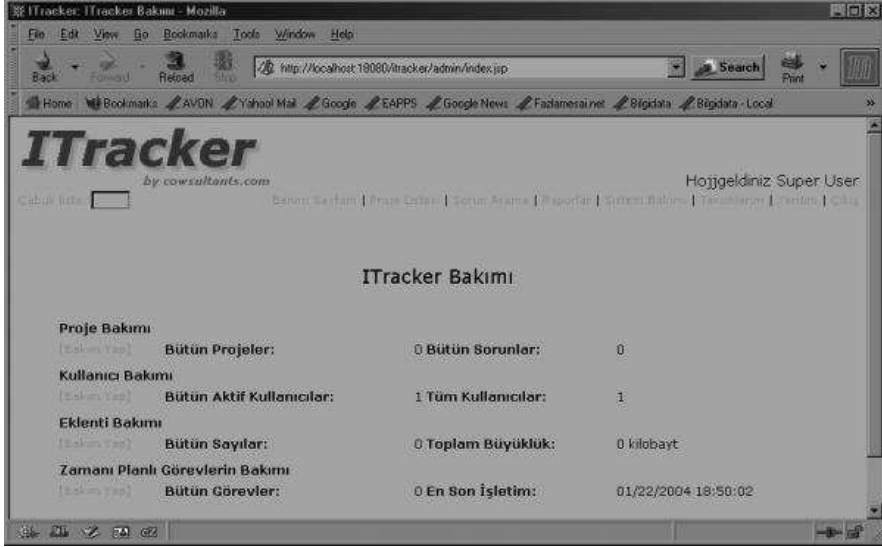 ITracker: ITracker Bakımı - Mozilla
File Edit View Go Bookmarks Tools Window Help
Back Forward Reload Stop http://localhost:18080/itracker/admin/index.jsp Search Print
Home Bookmarks AVON Yahoo! Mail Google EAPPS Google News Fazlamesai.net Bilgidata Bilgidata - Local
ITracker
by cowsultants.com
Hojjgeldiniz Super User
Çabuk liste: Benim Sayfam | Proje Listesi | Sorun Arama | Raporlar | Sistem Bakımı | Tercihlerim | Yardım | Çıkış
ITracker Bakımı
Proje Bakımı
[Bakım Yap] Bütün Projeler: 0 Bütün Sorunlar: 0
Kullanıcı Bakımı
[Bakım Yap] Bütün Aktif Kullanıcılar: 1 Tüm Kullanıcılar: 1
Eklenti Bakımı
[Bakım Yap] Bütün Sayılar: 0 Toplam Büyüklük: 0 kilobayt
Zamanı Planlı Görevlerin Bakımı
[Bakım Yap] Bütün Görevler: 0 En Son İşletim: 01/22/2004 18:50:02